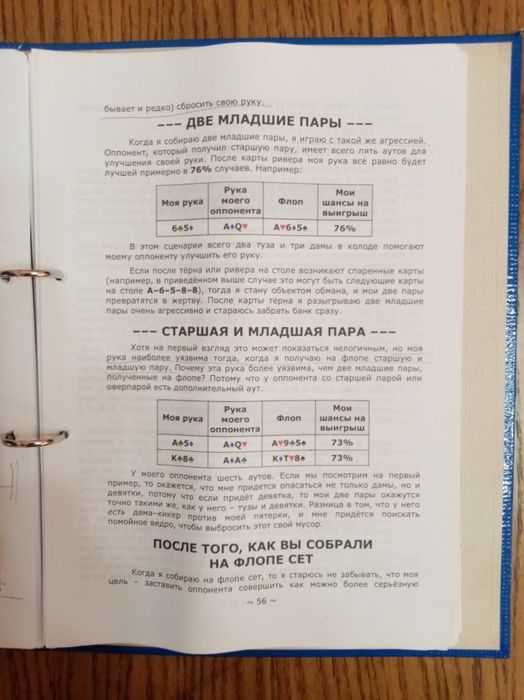 бывает и редко) сбросить свою руку.
––– ДВЕ МЛАДШИЕ ПАРЫ –––
Когда я собираю две младшие пары, я играю с такой же агрессией.
Оппонент, который получил старшую пару, имеет всего пять аутов для
улучшения своей руки. После карты ривера моя рука всё равно будет
лучшей примерно в 76% случаев. Например:
Моя рука | Рука моего оппонента | Флоп | Мои шансы на выигрыш
6♣5♦ | A♦Q♥ | A♥6♦5♠ | 76%
В этом сценарии всего два туза и три дамы в колоде помогают
моему оппоненту улучшить его руку.
Если после тёрна или ривера на столе возникают спаренные карты
(например, в приведённом выше случае это могут быть следующие карты
на столе A–6–5–8–8), тогда я стану объектом обмана, и мои две пары
превратятся в жертву. После карты тёрна я разыгрываю две младшие
пары очень агрессивно и стараюсь забрать банк сразу.
––– СТАРШАЯ И МЛАДШАЯ ПАРА –––
Хотя на первый взгляд это может показаться нелогичным, но моя
рука наиболее уязвима тогда, когда я получаю на флопе старшую и
младшую пару. Почему эта рука более уязвима, чем две младшие пары,
полученные на флопе? Потому что у оппонента со старшей парой или
оверпарой есть дополнительный аут.
Моя рука | Рука моего оппонента | Флоп | Мои шансы на выигрыш
A♣5♦ | A♦Q♥ | A♥9♣5♠ | 73%
K♣8♠ | A♦A♣ | K♦T♥8♠ | 73%
У моего оппонента шесть аутов. Если мы посмотрим на первый
пример, то окажется, что мне придется опасаться не только дамы, но и
девятки, потому что если придёт девятка, то мои две пары окажутся
точно такими же, как у него – тузы и девятки. Разница в том, что у него
есть дама-кикер против моей пятерки, и мне придётся поискать
помойное ведро, чтобы выбросить этот свой мусор.
ПОСЛЕ ТОГО, КАК ВЫ СОБРАЛИ
НА ФЛОПЕ СЕТ
Когда я собираю на флопе сет, то я стараюсь не забывать, что моя
цель – заставить оппонента совершить как можно более серьёзную
~ 56 ~